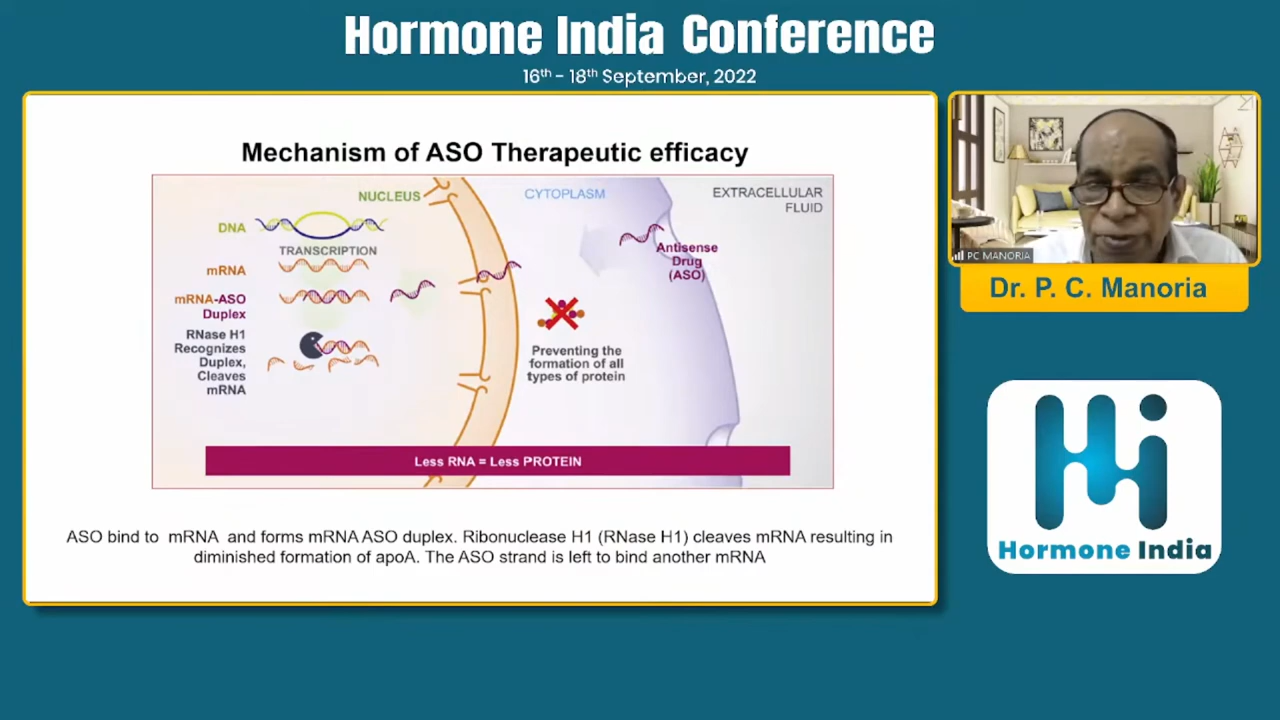 Hormone India Conference
16th - 18th September, 2022
Mechanism of ASO Therapeutic efficacy
NUCLEUS
CYTOPLASM
EXTRACELLULAR
FLUID
DNA
TRANSCRIPTION
mRNA
mRNA-ASO
Duplex
RNase H1
Recognizes
Duplex,
Cleaves
mRNA
Antisense
Drug
(ASO)
Preventing the
formation of all
types of protein
Less RNA = Less PROTEIN
ASO bind to mRNA and forms mRNA ASO duplex. Ribonuclease H1 (RNase H1) cleaves mRNA resulting in
diminished formation of apoA. The ASO strand is left to bind another mRNA
PC MANORIA
Dr. P. C. Manoria
Hi
Hormone India